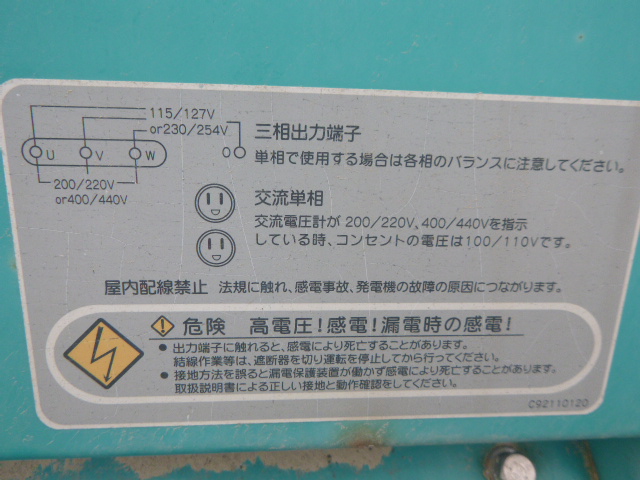 115/127V
or230/254V
U V W O
200/220V
or400/440V
三相出力端子
単相で使用する場合は各相のバランスに注意してください。
交流単相
交流電圧計が200/220V、400/440Vを指示
している時、コンセントの電圧は100/110Vです。
屋内配線禁止 法規に触れ、感電事故、発電機の故障の原因につながります。
危険 高電圧!感電!漏電時の感電!
● 出力端子に触れると、感電により死亡することがあります。
結線作業等は、遮断器を切り運転を停止してから行ってください。
● 接地方法を誤ると漏電保護装置が働かず感電により死亡することがあります。
取扱説明書による正しい接地と動作確認をしてください。
C92110120